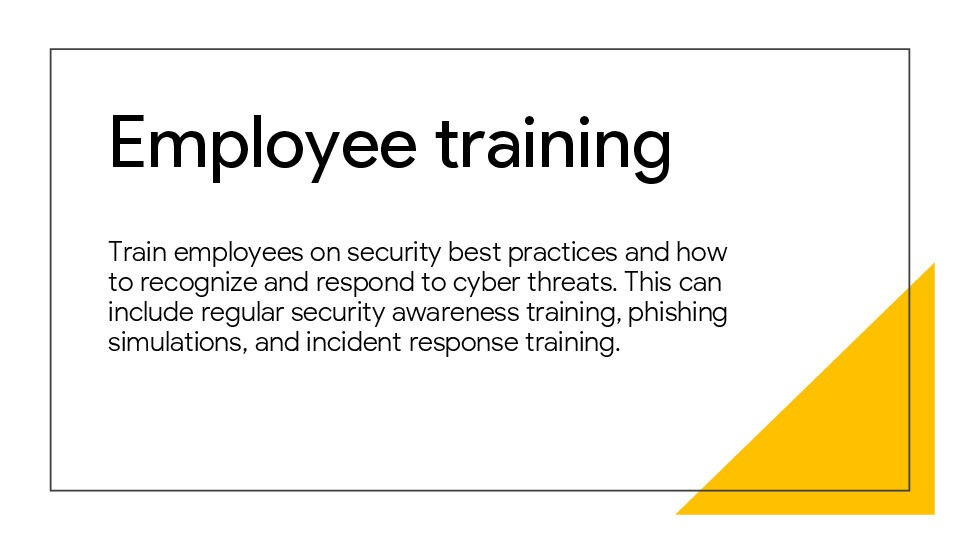 Employee training
Train employees on security best practices and how
to recognize and respond to cyber threats. This can
include regular security awareness training, phishing
simulations, and incident response training.